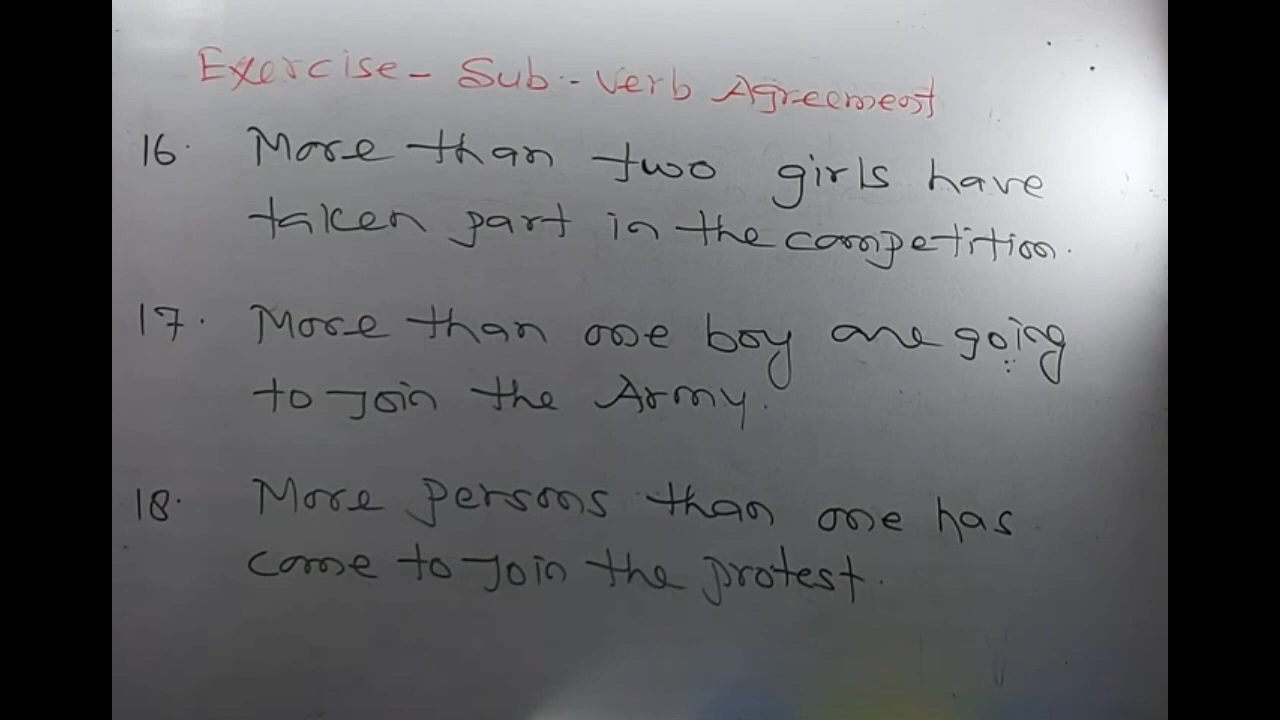 Exercise - Sub.- Verb Agreement
16. More than two girls have
taken part in the competition.
17. More than one boy are going
to join the Army.
18. More persons than one has
come to join the protest.